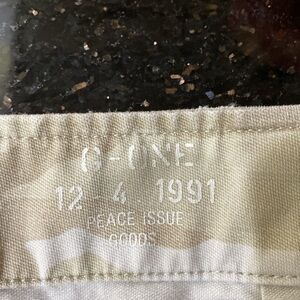 O-ONE
12-4.1991
PEACE ISSUE
GOODS